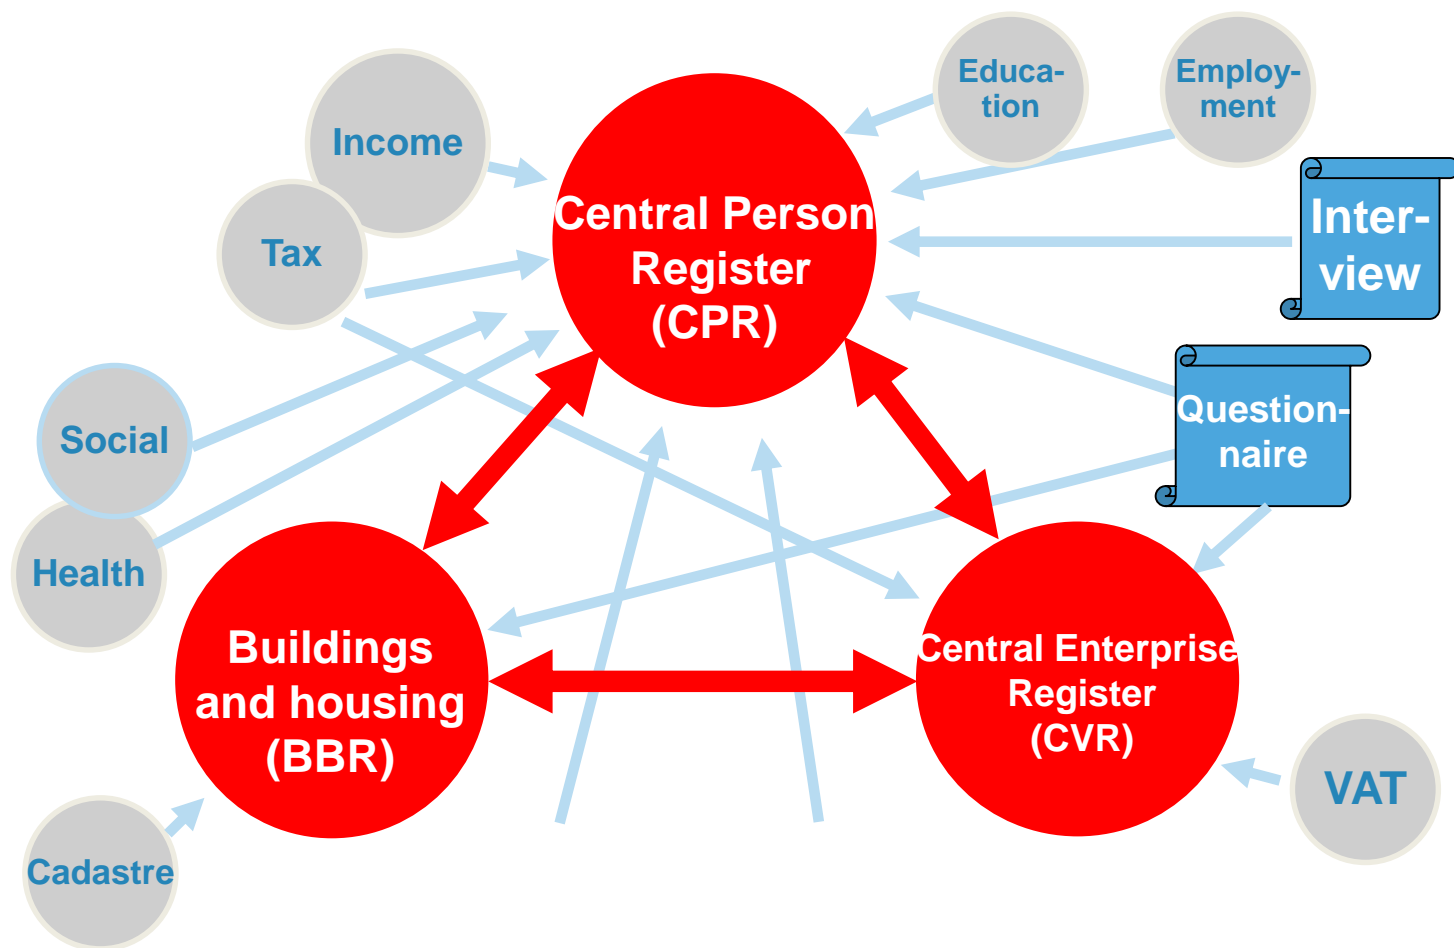 Educa-
tion
Employ-
ment
Income
Central Person
Register
(CPR)
Inter-
view
Tax
Question-
naire
Social
Health
Buildings
and housing
(BBR)
Central Enterprise
Register
(CVR)
VAT
Cadastre